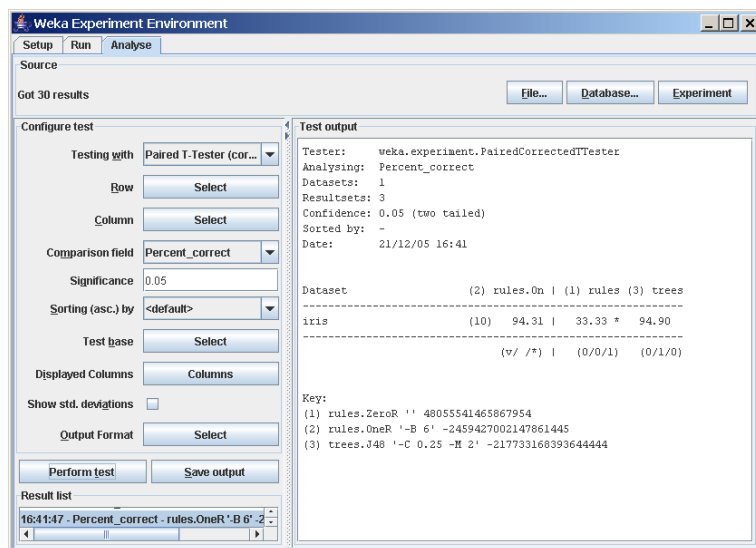 Weka Experiment Environment
Setup Run Analyse
Source
Got 30 results
File... Database... Experiment
Configure test
Testing with Paired T-Tester (cor...
Row Select
Column Select
Comparison field Percent_correct
Significance 0.05
Sorting (asc.) by <default>
Test base Select
Displayed Columns Columns
Show std. deviations
Output Format Select
Perform test Save output
Result list
16:41:47 - Percent_correct - rules.OneR '-B 6' -2
Test output
Tester: weka.experiment.PairedCorrectedTTester
Analysing: Percent_correct
Datasets: 1
Resultsets: 3
Confidence: 0.05 (two tailed)
Sorted by: -
Date: 21/12/05 16:41
Dataset (2) rules.On | (1) rules (3) trees
--------------------------------------------------------------
iris (10) 94.31 | 33.33 * 94.90
--------------------------------------------------------------
(v/ /*) | (0/0/1) (0/1/0)
Key:
(1) rules.ZeroR '' 48055541465867954
(2) rules.OneR '-B 6' -2459427002147861445
(3) trees.J48 '-C 0.25 -M 2' -217733168393644444